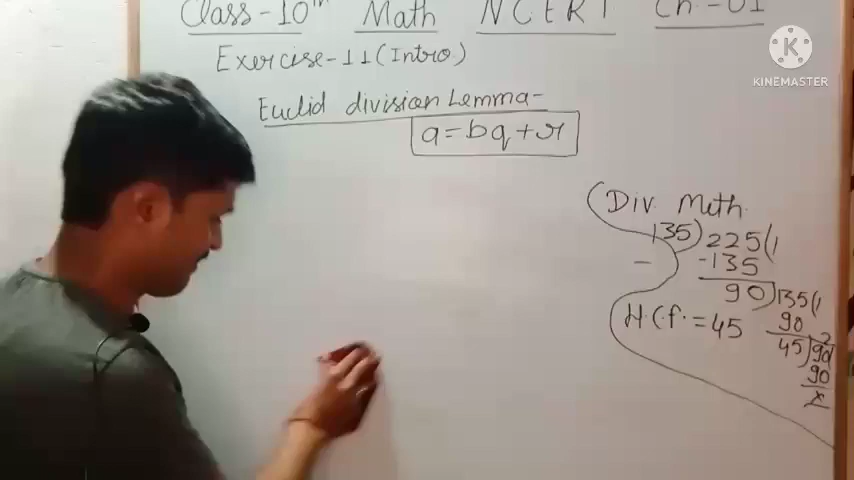 Class-10th Math NCERT Ch.-01
KINEMASTER
Exercise-1.1 (Intro)
Euclid division Lemma-
a=bq+r
(Div. Meth.
135)225(1
-135
90)135(1
H.C.f.=45
90
45)90(2
90
x